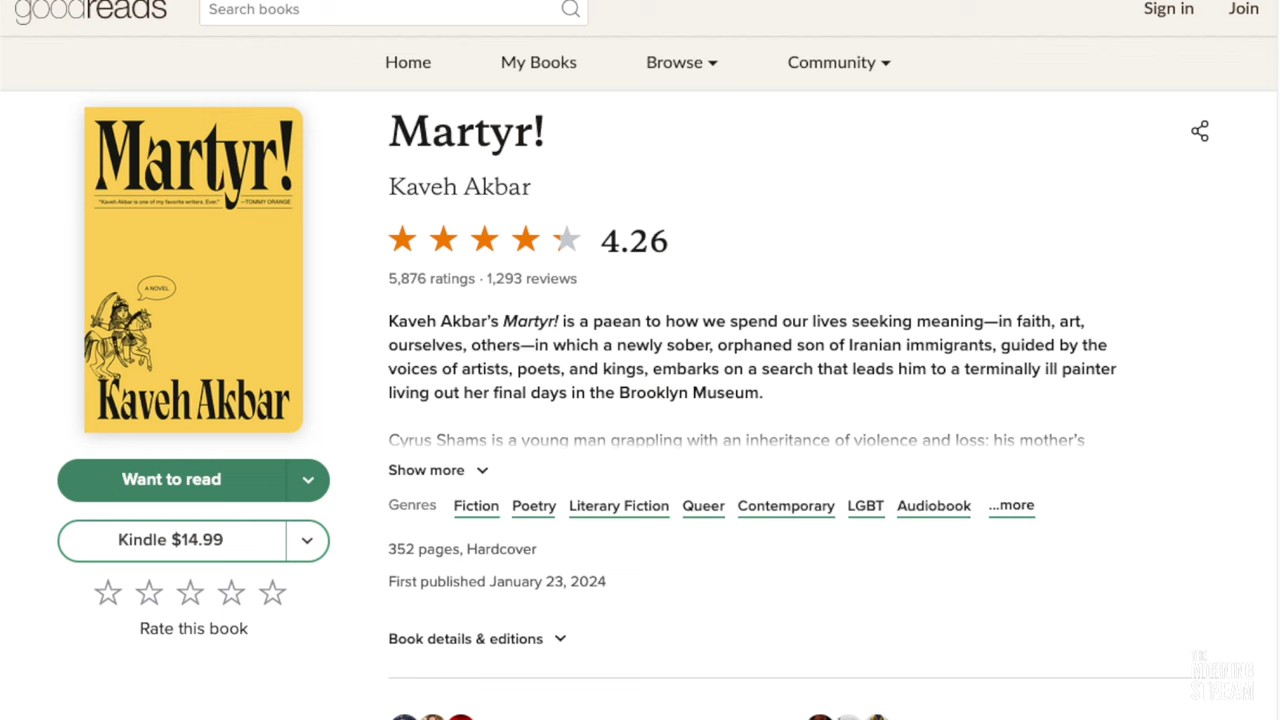 goodreads
Search books
Sign in
Join
Home
My Books
Browse
Community
Martyr!
"Kaveh Akbar is one of my favorite writers. Ever." —TOMMY ORANGE
A NOVEL
Kaveh Akbar
Want to read
Kindle $14.99
Rate this book
Martyr!
Kaveh Akbar
4.26
5,876 ratings · 1,293 reviews
Kaveh Akbar's Martyr! is a paean to how we spend our lives seeking meaning—in faith, art,
ourselves, others—in which a newly sober, orphaned son of Iranian immigrants, guided by the
voices of artists, poets, and kings, embarks on a search that leads him to a terminally ill painter
living out her final days in the Brooklyn Museum.
Cyrus Shams is a young man grappling with an inheritance of violence and loss: his mother's
Show more
Genres Fiction Poetry Literary Fiction Queer Contemporary LGBT Audiobook ...more
352 pages, Hardcover
First published January 23, 2024
Book details & editions
THE
MORNING
STREAM